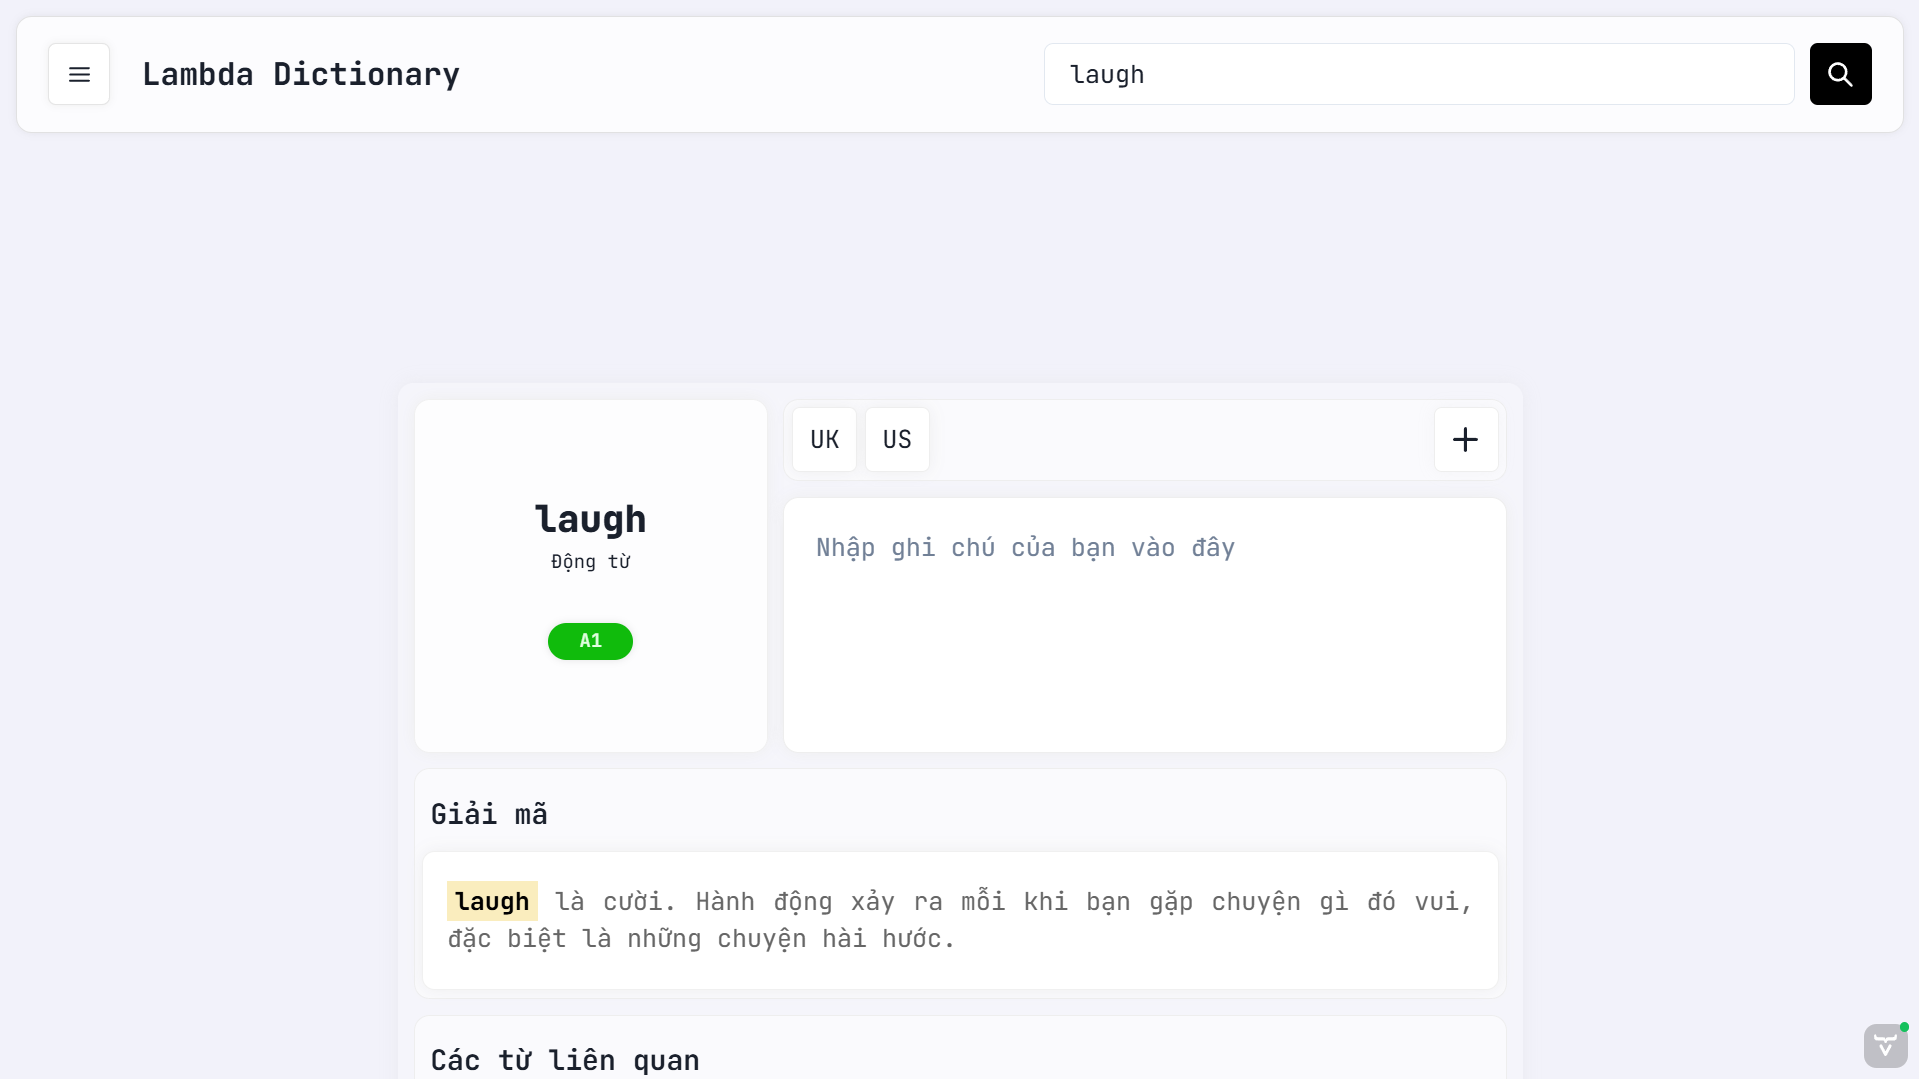 Lambda Dictionary
laugh
laugh
Động từ
A1
UK
US
Nhập ghi chú của bạn vào đây
Giải mã
laugh là cười. Hành động xảy ra mỗi khi bạn gặp chuyện gì đó vui,
đặc biệt là những chuyện hài hước.
Các từ liên quan